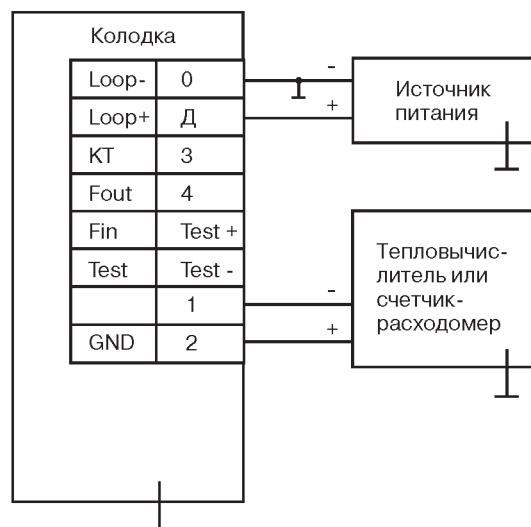 Колодка
Loop- 0
Loop+ Д
КТ 3
Fout 4
Fin Test +
Test Test -
1
GND 2
-
+
Источник
питания
-
+
Тепловычис-
литель или
счетчик-
расходомер